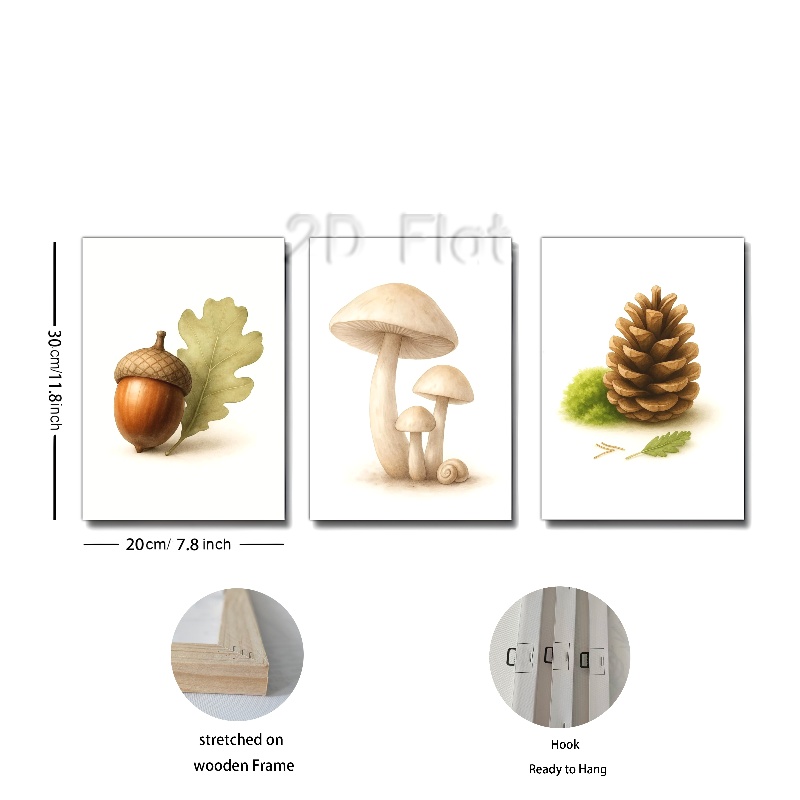 2D Flat
30cm/11.8inch
20cm/ 7.8 inch
stretched on
wooden Frame
Hook
Ready to Hang